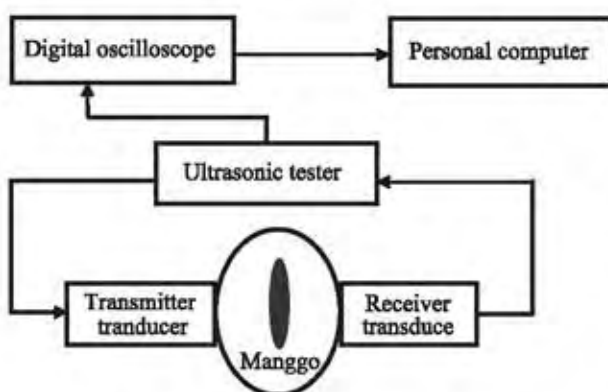 Digital oscilloscope
Personal computer
Ultrasonic tester
Transmitter
tranducer
Receiver
transduce
Manggo